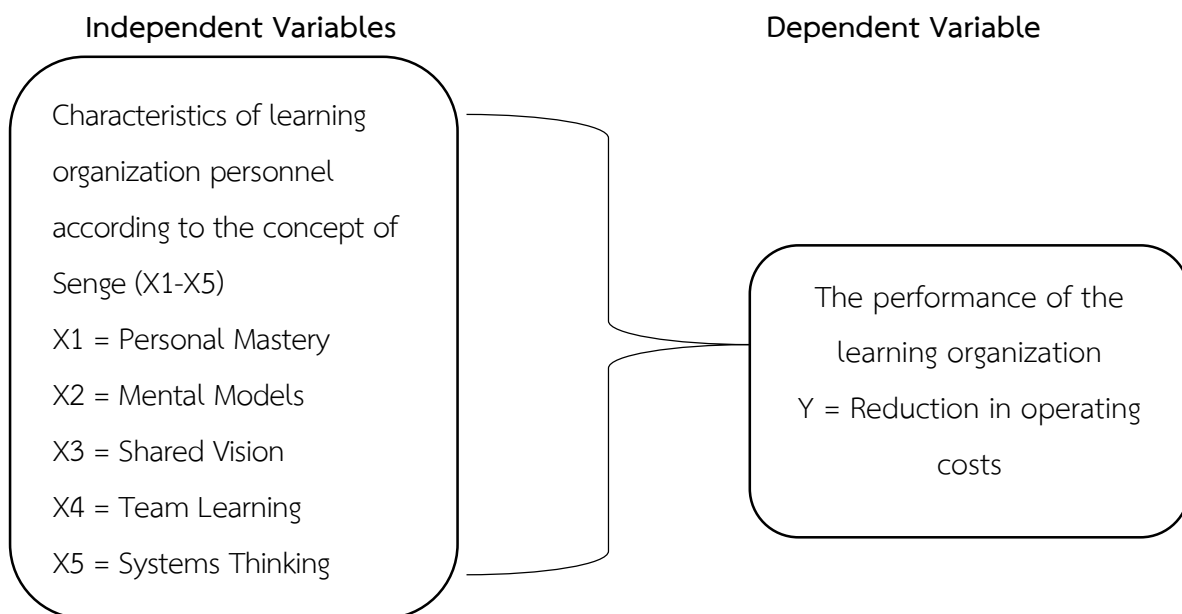 Independent Variables
Characteristics of learning
organization personnel
according to the concept of
Senge (X1-X5)
X1 = Personal Mastery
X2 = Mental Models
X3 = Shared Vision
X4 = Team Learning
X5 = Systems Thinking
Dependent Variable
The performance of the
learning organization
Y = Reduction in operating
costs